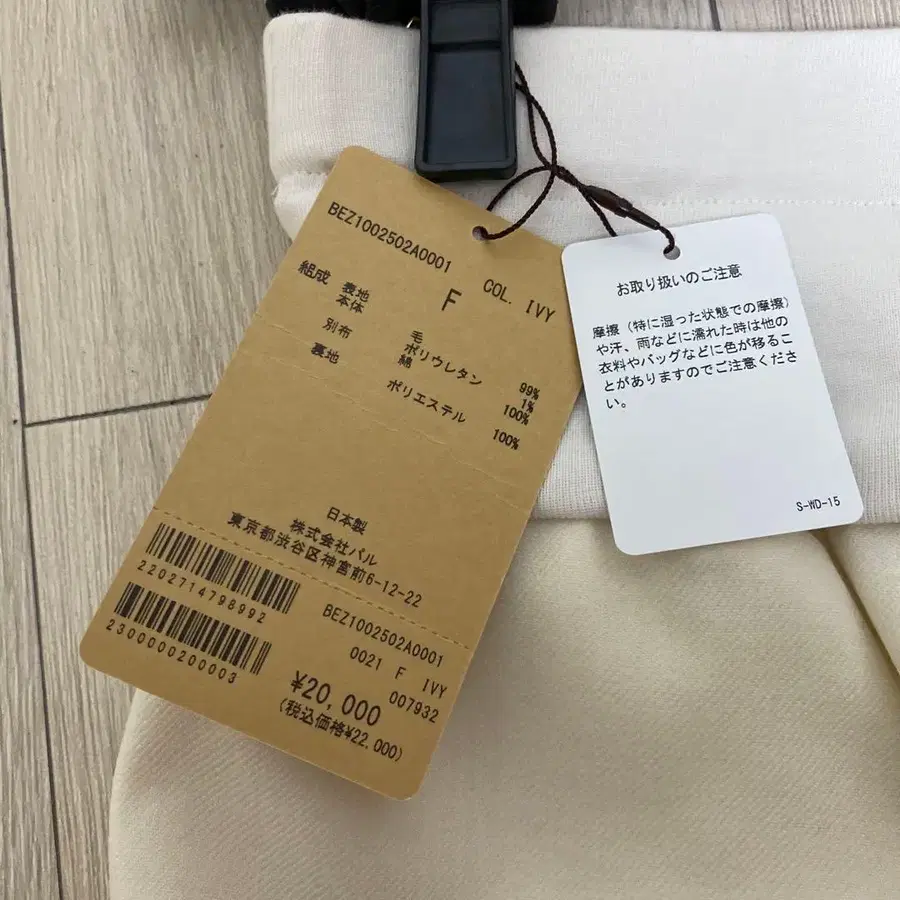 BEZ1002502A0001
COL. IVY
F
組成 表地
本体 毛 99%
ポリウレタン 1%
別布 綿 100%
裏地 ポリエステル 100%
日本製
株式会社パル
東京都渋谷区神宮前6-12-22
2202714798992
2300000200003
BEZ1002502A0001
0021 F IVY
007932
¥20,000
(税込価格¥22,000)
お取り扱いのご注意
摩擦（特に湿った状態での摩擦）
や汗、雨などに濡れた時は他の
衣料やバッグなどに色が移るこ
とがありますのでご注意くださ
い。
S-WD-15